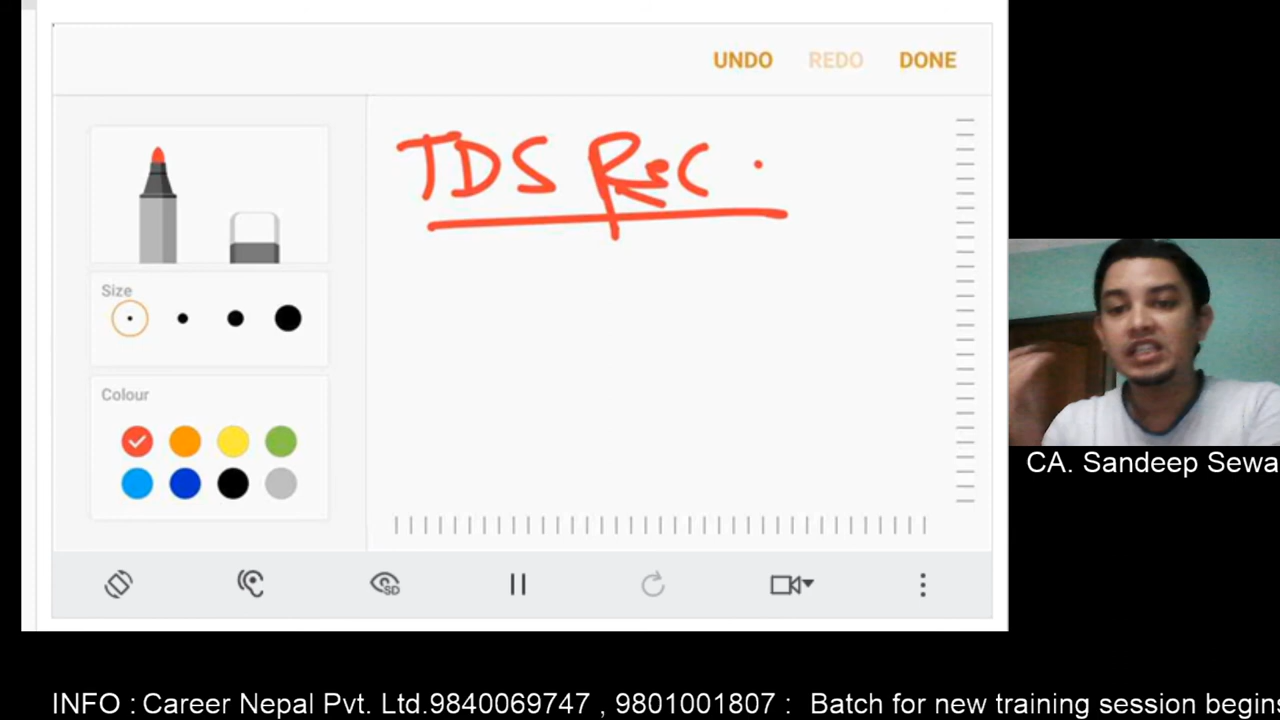 UNDO REDO DONE
TDS Rec.
Size
Colour
SD
CA. Sandeep Sewa
INFO : Career Nepal Pvt. Ltd.9840069747 , 9801001807 : Batch for new training session begins